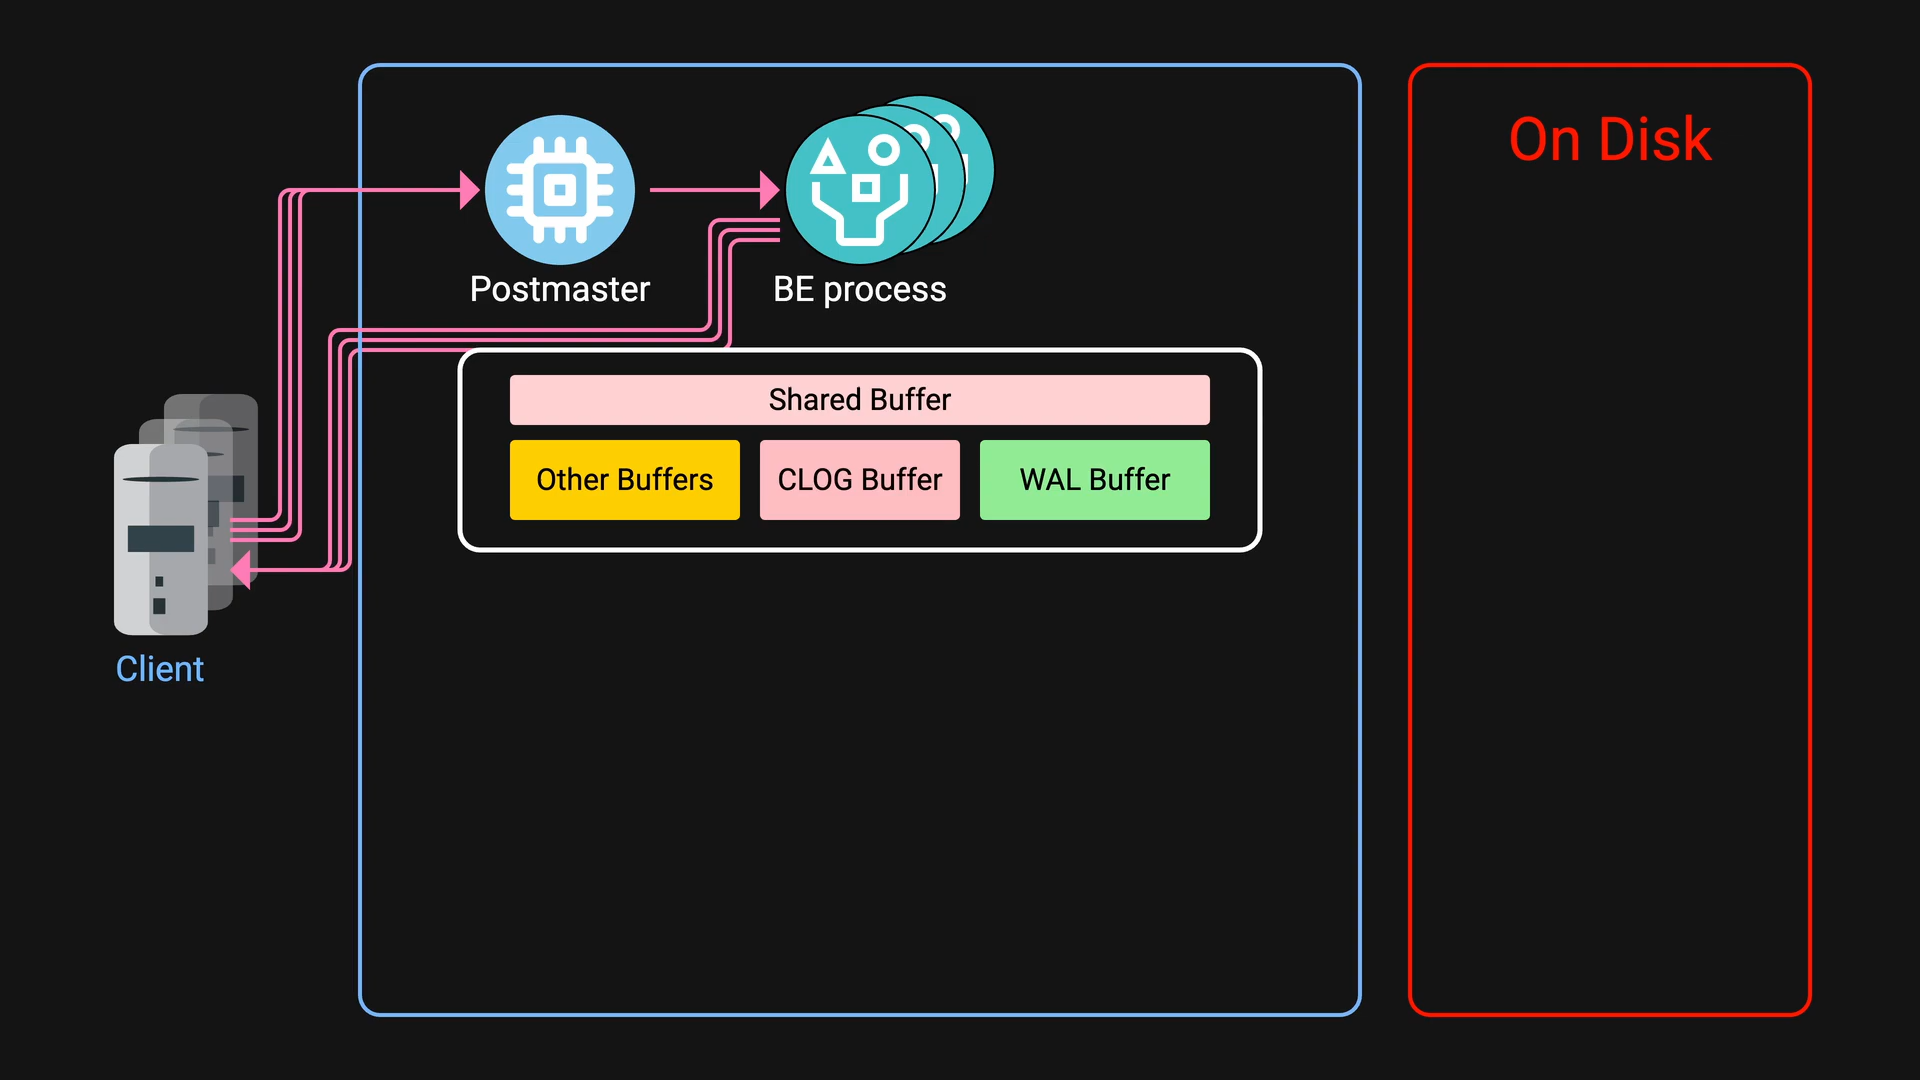 On Disk
Postmaster
BE process
Shared Buffer
Other Buffers
CLOG Buffer
WAL Buffer
Client